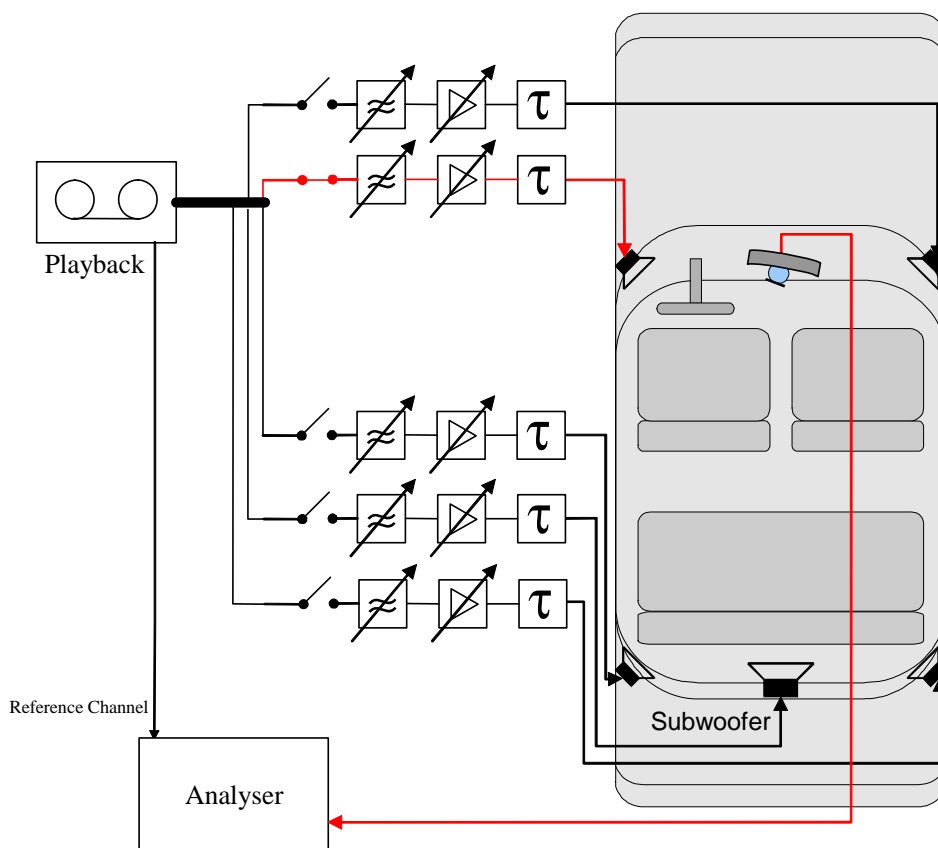 τ
τ
Playback
τ
τ
τ
Reference Channel
Subwoofer
Analyser